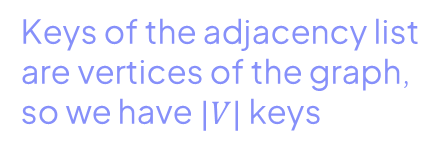 Keys of the adjacency list
are vertices of the graph,
so we have |V| keys